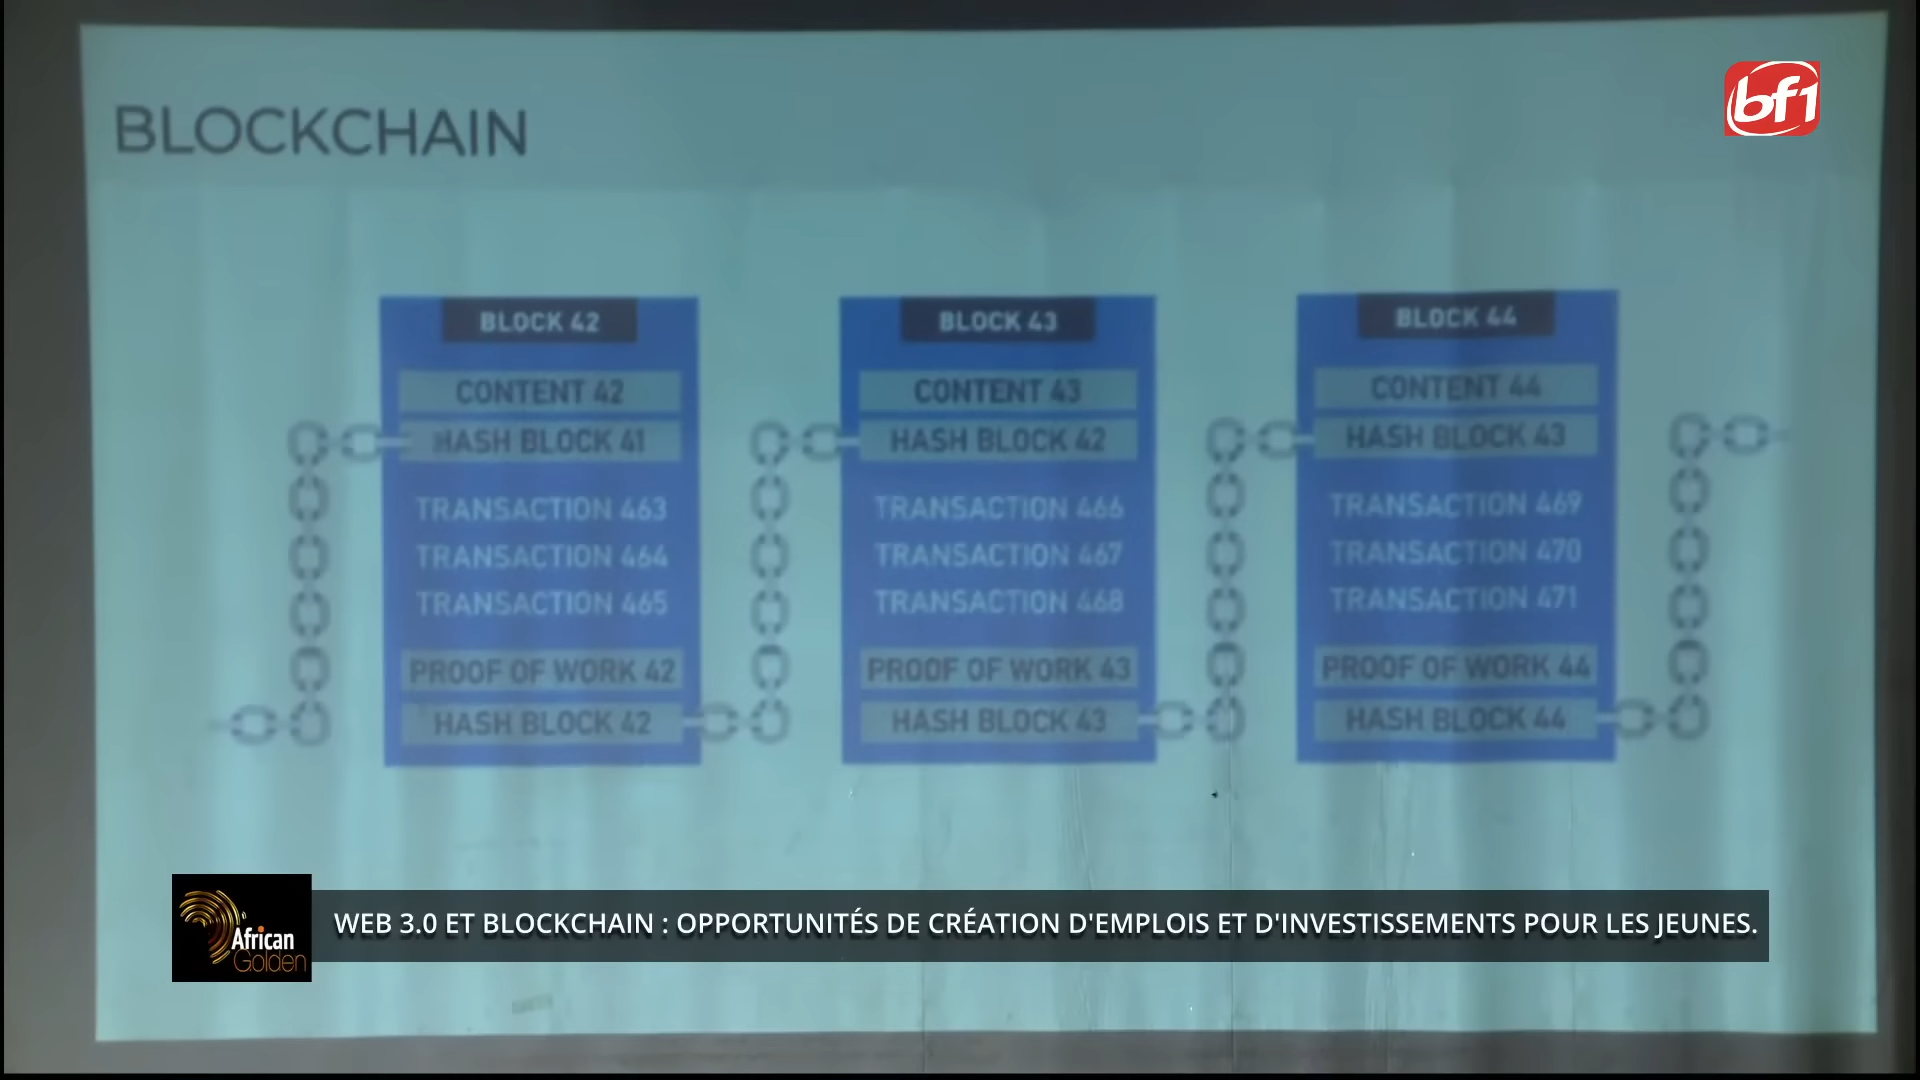 BLOCKCHAIN
bf1
BLOCK 42
CONTENT 42
HASH BLOCK 41
TRANSACTION 463
TRANSACTION 464
TRANSACTION 465
PROOF OF WORK 42
HASH BLOCK 42
BLOCK 43
CONTENT 43
HASH BLOCK 42
TRANSACTION 466
TRANSACTION 467
TRANSACTION 468
PROOF OF WORK 43
HASH BLOCK 43
BLOCK 44
CONTENT 44
HASH BLOCK 43
TRANSACTION 469
TRANSACTION 470
TRANSACTION 471
PROOF OF WORK 44
HASH BLOCK 44
African
Golden
WEB 3.0 ET BLOCKCHAIN : OPPORTUNITÉS DE CRÉATION D'EMPLOIS ET D'INVESTISSEMENTS POUR LES JEUNES.